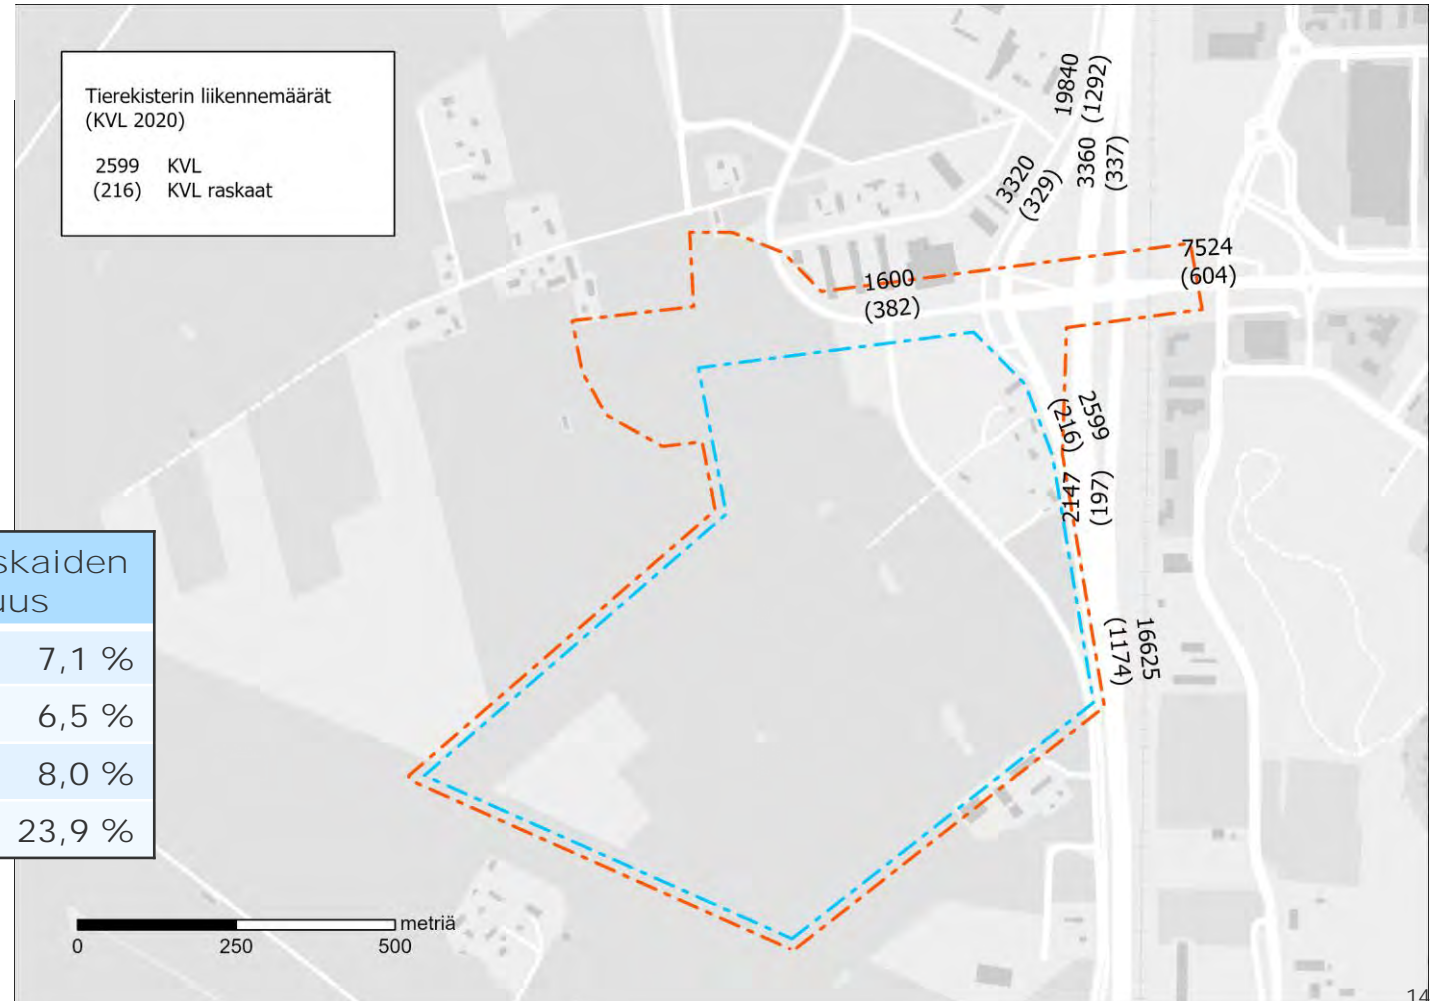 Tierekisterin liikennemäärät
(KVL 2020)
2599 KVL
(216) KVL raskaat
19840
(1292)
3360
(337)
3320
(329)
7524
(604)
1600
(382)
2599
(216)
2147
(197)
16625
(1174)
skaiden
uus
7,1 %
6,5 %
8,0 %
23,9 %
metriä
0 250 500
14